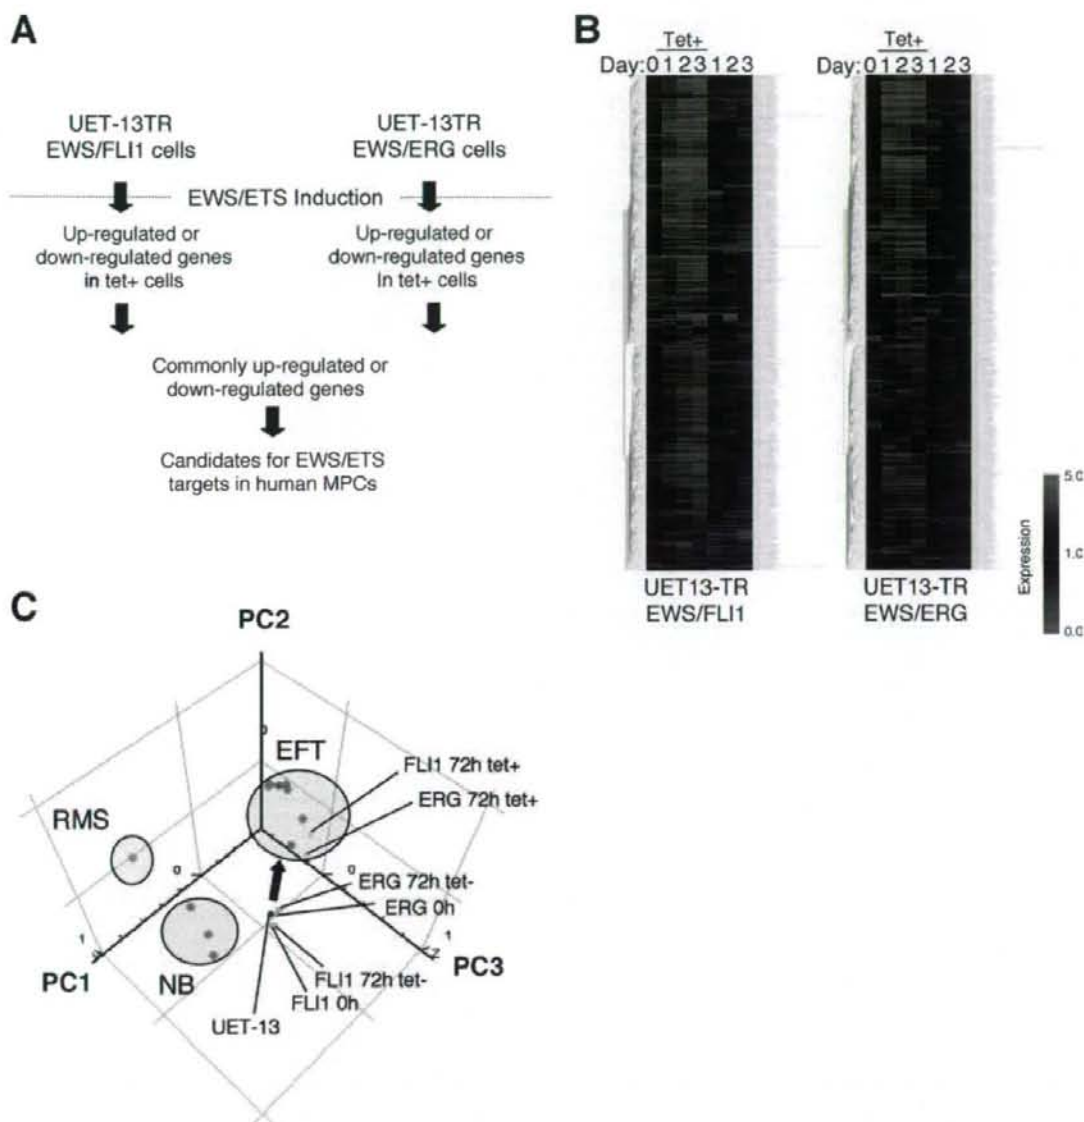 A
UET-13TR
EWS/FLI1 cells
UET-13TR
EWS/ERG cells
EWS/ETS Induction
Up-regulated or
down-regulated genes
in tet+ cells
Up-regulated or
down-regulated genes
In tet+ cells
Commonly up-regulated or
down-regulated genes
Candidates for EWS/ETS
targets in human MPCs
B
Tet+
Day:0 1 2 3 1 2 3
Tet+
Day:0 1 2 3 1 2 3
UET13-TR
EWS/FLI1
UET13-TR
EWS/ERG
Expression
5.0
1.0
0.0
C
PC2
0
EFT
FLI1 72h tet+
ERG 72h tet+
RMS
0
0
ERG 72h tet-
ERG 0h
1
1
PC1
NB
PC3
FLI1 72h tet-
FLI1 0h
UET-13